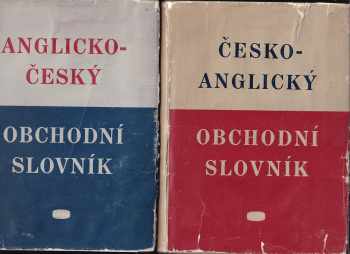 ANGLICKO-
ČESKÝ
OBCHODNÍ
SLOVNÍK
ČESKO-
ANGLICKÝ
OBCHODNÍ
SLOVNÍK